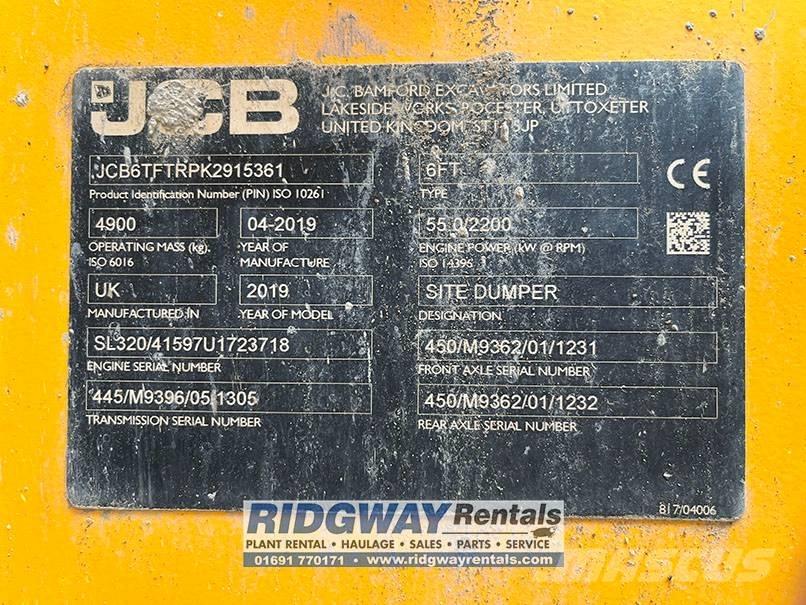 JCB
J.C. BAMFORD EXCAVATORS LIMITED
LAKESIDE WORKS, ROCESTER, UTTOXETER
UNITED KINGDOM ST14 5JP
JCB6TFTRPK2915361
Product Identification Number (PIN) ISO 10261
6FT
TYPE
CE
4900
OPERATING MASS (kg).
ISO 6016
04-2019
YEAR OF
MANUFACTURE
55.0/2200
ENGINE POWER (kW @ RPM)
ISO 14396
UK
MANUFACTURED IN
2019
YEAR OF MODEL
SITE DUMPER
DESIGNATION
SL320/41597U1723718
ENGINE SERIAL NUMBER
450/M9362/01/1231
FRONT AXLE SERIAL NUMBER
445/M9396/05/1305
TRANSMISSION SERIAL NUMBER
450/M9362/01/1232
REAR AXLE SERIAL NUMBER
817/04006
RIDGWAY Rentals
PLANT RENTAL • HAULAGE • SALES • PARTS • SERVICE
01691 770171 • www.ridgwayrentals.com
MASCUS